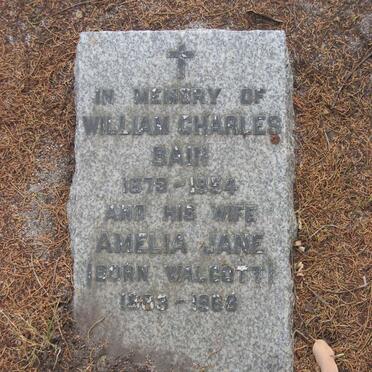 IN MEMORY OF
WILLIAM CHARLES
BAIN
AND HIS WIFE
AMELIA JANE
(BORN WALCOTT)